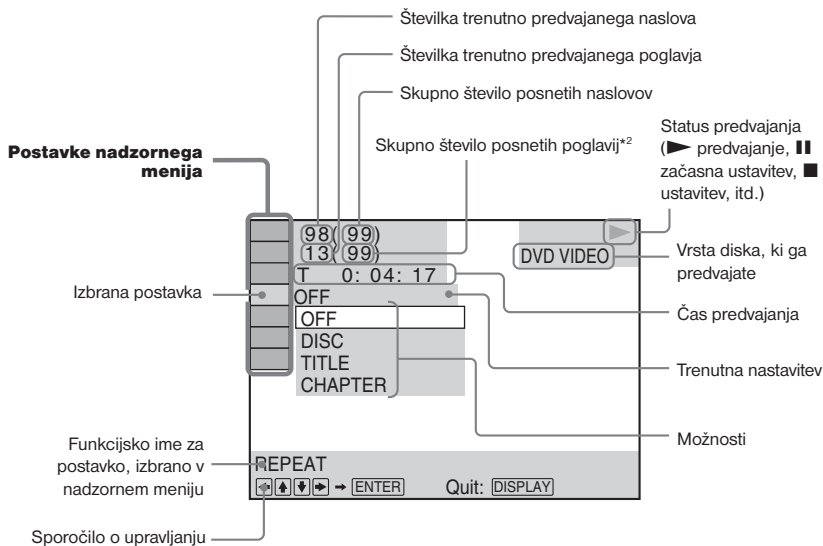 Številka trenutno predvajanega naslova
Številka trenutno predvajanega poglavja
Skupno število posnetih naslovov
Skupno število posnetih poglavij*2
Status predvajanja
(► predvajanje, ❚❚
začasna ustavitev, ■
ustavitev, itd.)
Postavke nadzornega
menija
98(99)
13(99)
T 0: 04: 17
OFF
OFF
DISC
TITLE
CHAPTER
DVD VIDEO
Vrsta diska, ki ga
predvajate
Izbrana postavka
Čas predvajanja
Trenutna nastavitev
Možnosti
Funkcijsko ime za
postavko, izbrano v
nadzornem meniju
REPEAT
←↑↓→ → ENTER Quit: DISPLAY
Sporočilo o upravljanju